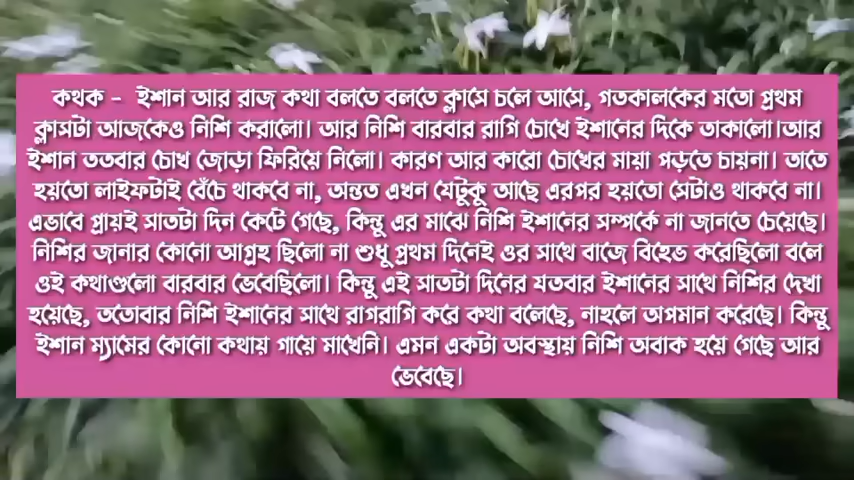 কথক - ইশান আর রাজ কথা বলতে বলতে ক্লাসে চলে আসে, গতকালকের মতো প্রথম
ক্লাসটা আজকেও নিশি করালো। আর নিশি বারবার রাগি চোখে ইশানের দিকে তাকালো।আর
ইশান ততবার চোখ জোড়া ফিরিয়ে নিলো। কারণ আর কারো চোখের মায়া পড়তে চায়না। তাতে
হয়তো লাইফটাই বেঁচে থাকবে না, অন্তত এখন যেটুকু আছে এরপর হয়তো সেটাও থাকবে না।
এভাবে প্রায়ই সাতটা দিন কেটে গেছে, কিন্তু এর মাঝে নিশি ইশানের সম্পর্কে না জানতে চেয়েছে।
নিশির জানার কোনো আগ্রহ ছিলো না শুধু প্রথম দিনেই ওর সাথে বাজে বিহেভ করেছিলো বলে
ওই কথাগুলো বারবার ভেবেছিলো। কিন্তু এই সাতটা দিনের যতবার ইশানের সাথে নিশির দেখা
হয়েছে, ততোবার নিশি ইশানের সাথে রাগরাগি করে কথা বলেছে, নাহলে অপমান করেছে। কিন্তু
ইশান ম্যামের কোনো কথায় গায়ে মাখেনি। এমন একটা অবস্থায় নিশি অবাক হয়ে গেছে আর
ভেবেছে।